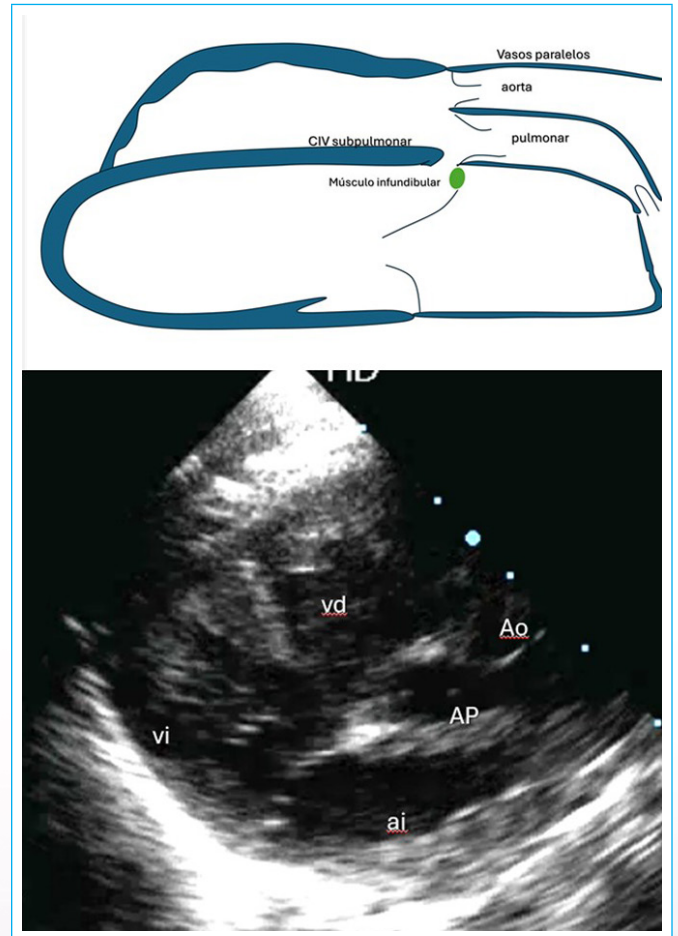 Vasos paralelos
aorta
CIV subpulmonar
pulmonar
Músculo infundibular
vd
Ao
AP
vi
ai